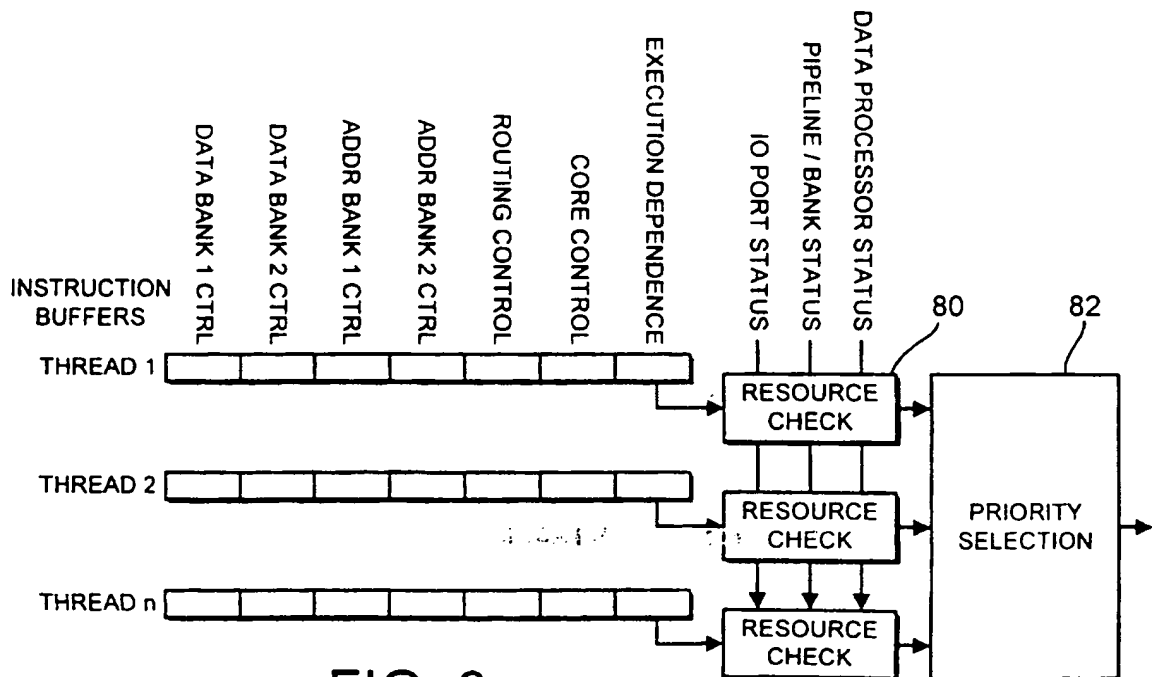 DATA BANK 1 CTRL
DATA BANK 2 CTRL
ADDR BANK 1 CTRL
ADDR BANK 2 CTRL
ROUTING CONTROL
CORE CONTROL
EXECUTION DEPENDENCE
IO PORT STATUS
PIPELINE / BANK STATUS
DATA PROCESSOR STATUS
INSTRUCTION
BUFFERS
80
82
THREAD 1
RESOURCE
CHECK
THREAD 2
RESOURCE
CHECK
PRIORITY
SELECTION
THREAD n
RESOURCE
CHECK